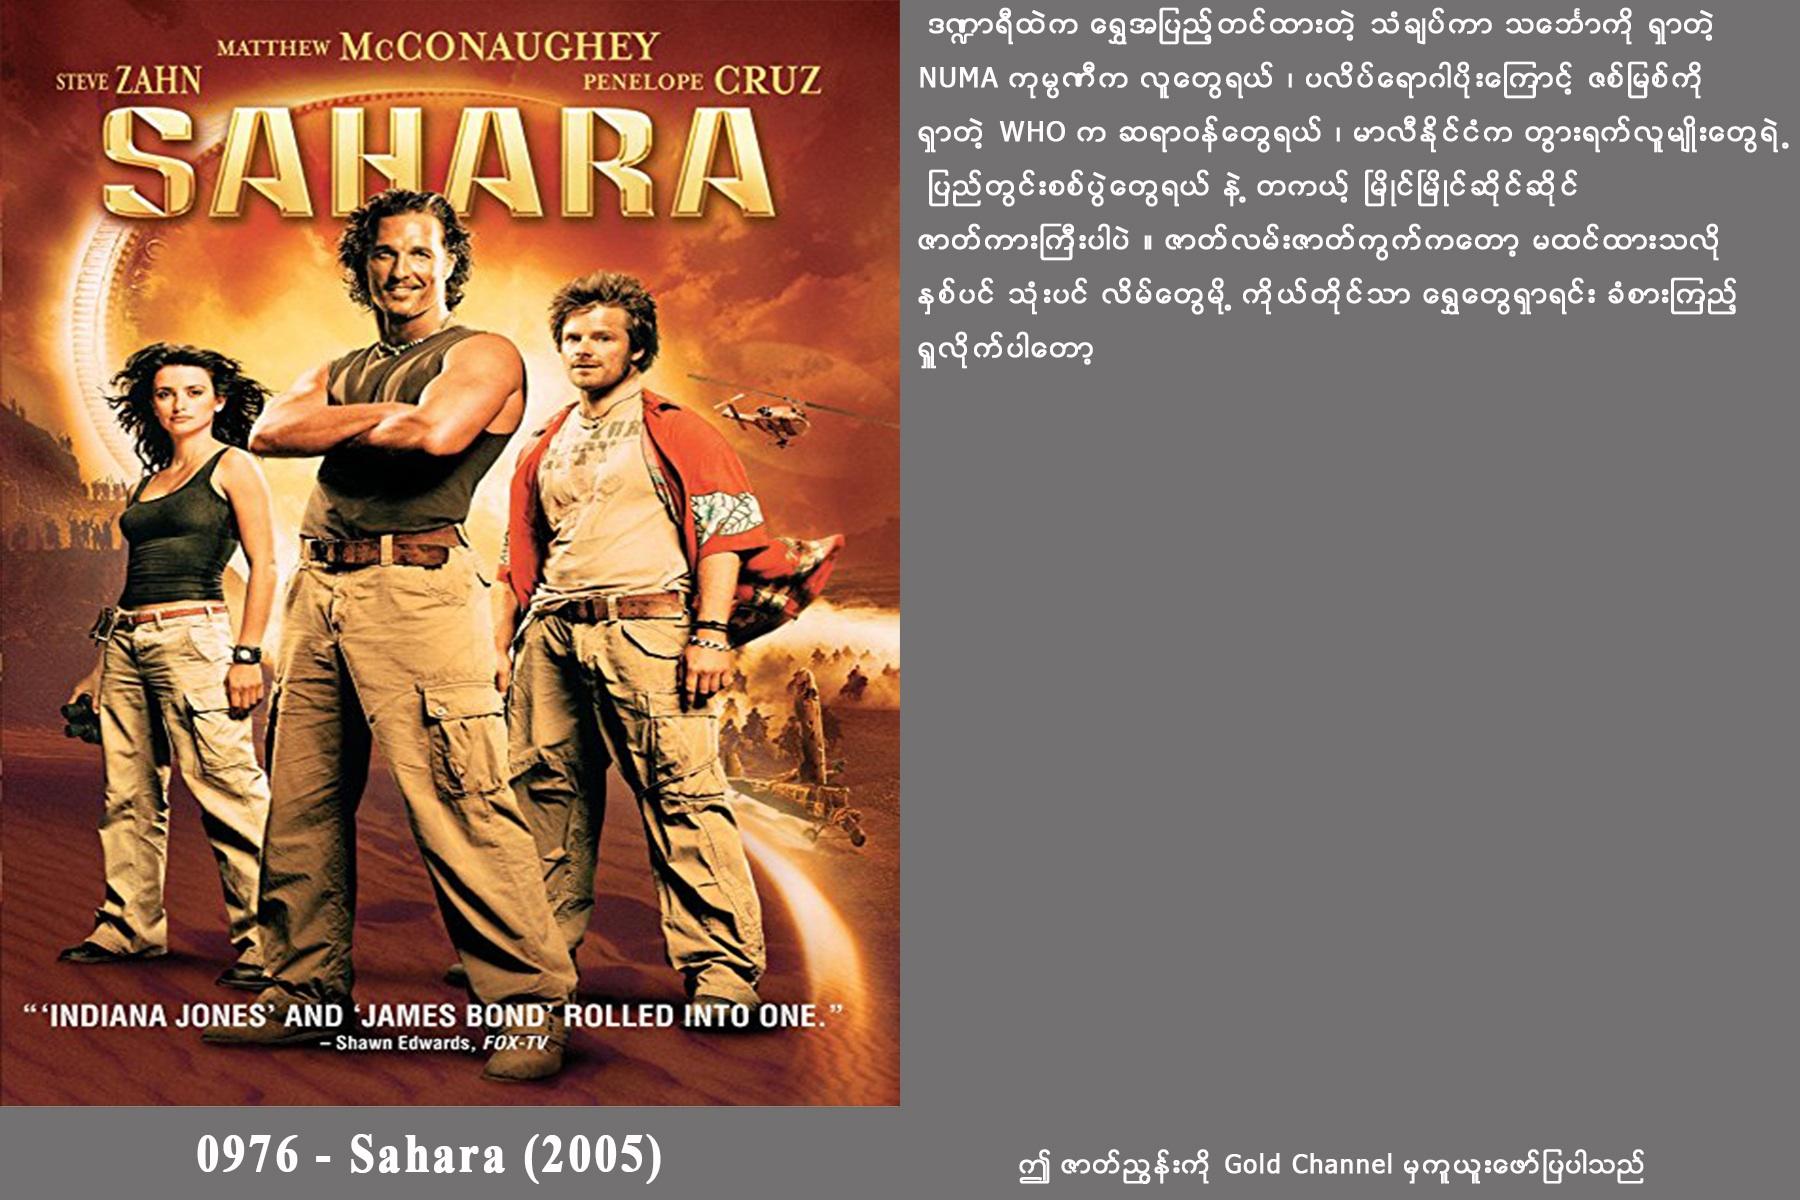 MATTHEW McCONAUGHEY
STEVE ZAHN PENELOPE CRUZ
SAHARA
“‘INDIANA JONES’ AND ‘JAMES BOND’ ROLLED INTO ONE.”
– Shawn Edwards, FOX-TV
0976 - Sahara (2005)
ဒဏ္ဍာရီထဲက ရွှေအပြည့်တင်ထားတဲ့ သံချပ်ကာ သင်္ဘောကို ရှာတဲ့
NUMA ကုမ္ပဏီက လူတွေရယ် ၊ ပလိပ်ရောဂါပိုးကြောင့် ဇစ်မြစ်ကို
ရှာတဲ့ WHO က ဆရာဝန်တွေရယ် ၊ မာလီနိုင်ငံက တွားရက်လူမျိုးတွေရဲ့
ပြည်တွင်းစစ်ပွဲတွေရယ် နဲ့ တကယ့် မြိုင်မြိုင်ဆိုင်ဆိုင်
ဇာတ်ကားကြီးပါပဲ ။ ဇာတ်လမ်းဇာတ်ကွက်ကတော့ မထင်ထားသလို
နှစ်ပင် သုံးပင် လိမ်တွေမို့ ကိုယ်တိုင်သာ ရွှေတွေရှာရင်း ခံစားကြည့်
ရှူလိုက်ပါတော့
ဤ ဇာတ်ညွှန်းကို Gold Channel မှကူယူးဖော်ပြပါသည်